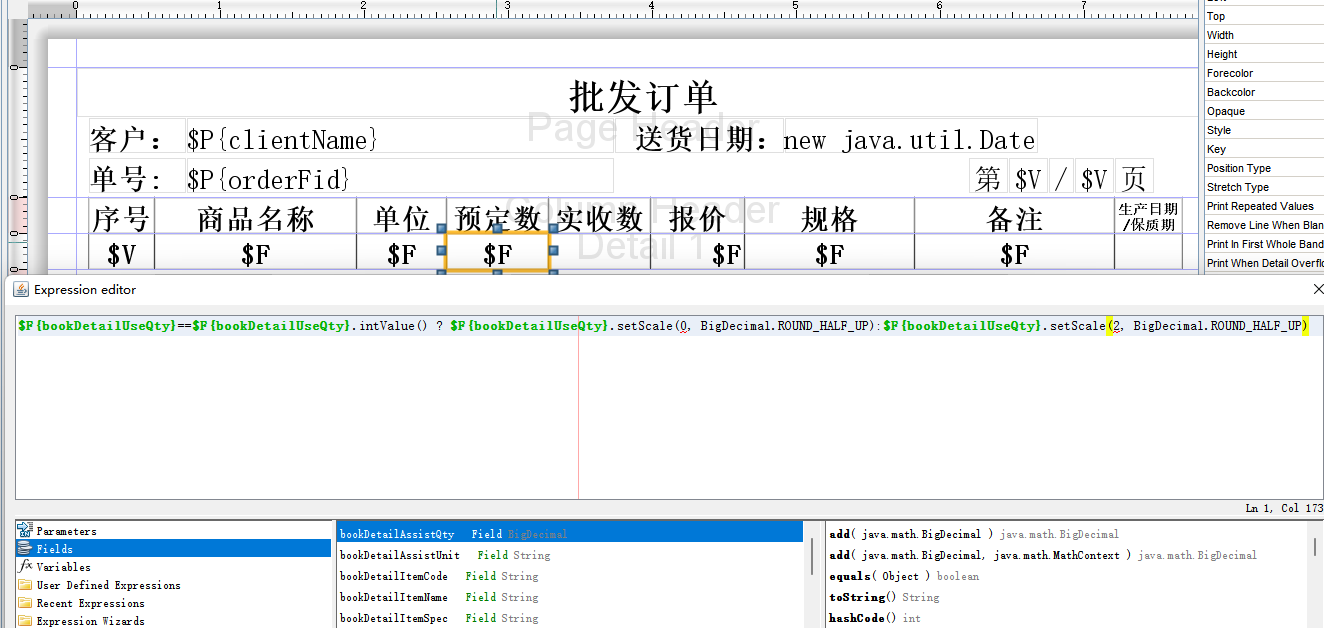 0 1 2 3 4 5 6 7
Top
Width
Height
Forecolor
Backcolor
Opaque
Style
Key
Position Type
Stretch Type
Print Repeated Values
Remove Line When Blan
Print In First Whole Band
Print When Detail Overflo
批发订单
Page Header
客户: $P{clientName} 送货日期: new java.util.Date
单号: $P{orderFid} 第 $V / $V 页
Column Header
序号 商品名称 单位 预定数 实收数 报价 规格 备注 生产日期
/保质期
Detail 1
$V $F $F $F $F $F $F
Expression editor
$F{bookDetailUseQty}==$F{bookDetailUseQty}.intValue() ? $F{bookDetailUseQty}.setScale(0, BigDecimal.ROUND_HALF_UP):$F{bookDetailUseQty}.setScale(2, BigDecimal.ROUND_HALF_UP)
Ln 1, Col 173
Parameters
Fields
Variables
User Defined Expressions
Recent Expressions
Expression Wizards
bookDetailAssistQty Field BigDecimal
bookDetailAssistUnit Field String
bookDetailItemCode Field String
bookDetailItemName Field String
bookDetailItemSpec Field String
add( java.math.BigDecimal ) java.math.BigDecimal
add( java.math.BigDecimal, java.math.MathContext ) java.math.BigDecimal
equals( Object ) boolean
toString() String
hashCode() int